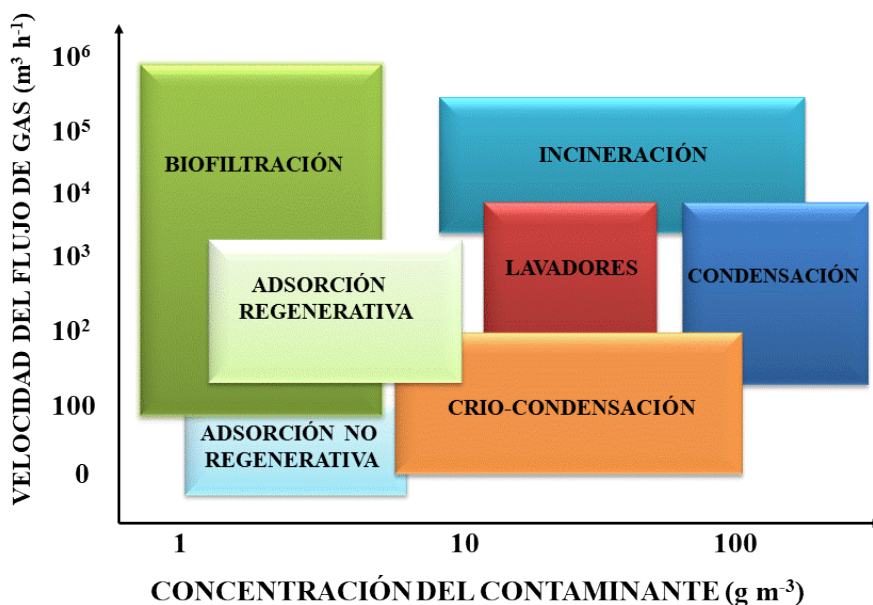 VELOCIDAD DEL FLUJO DE GAS (m³ h⁻¹)
10⁶
10⁵
10⁴
10³
10²
100
0
BIOFILTRACIÓN
INCINERACIÓN
ADSORCIÓN
REGENERATIVA
LAVADORES
CONDENSACIÓN
CRIO-CONDENSACIÓN
ADSORCIÓN NO
REGENERATIVA
1
10
100
CONCENTRACIÓN DEL CONTAMINANTE (g m⁻³)